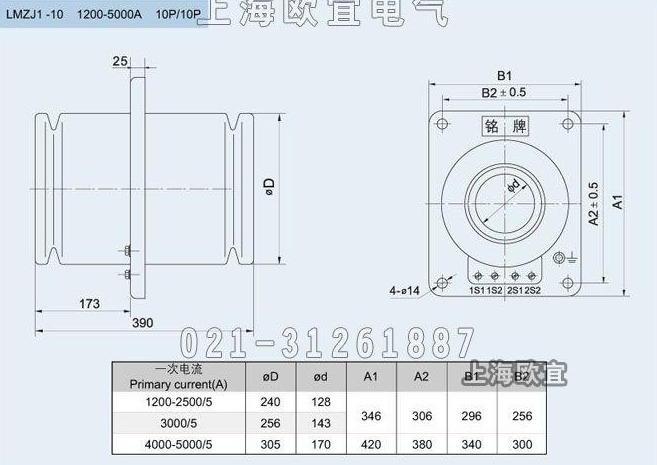 LMZJ1 -10 1200-5000A 10P/10P
上海欧宜电气
25
B1
B2±0.5
铭 牌
øD
ød
A2±0.5
A1
1S1 1S2 2S1 2S2
4-ø14
173
390
021-31261887
一次电流 Primary current(A) øD ød A1 A2 B1 B2
上海欧宜
1200-2500/5 240 128 346 306 296 256
3000/5 256 143
4000-5000/5 305 170 420 380 340 300